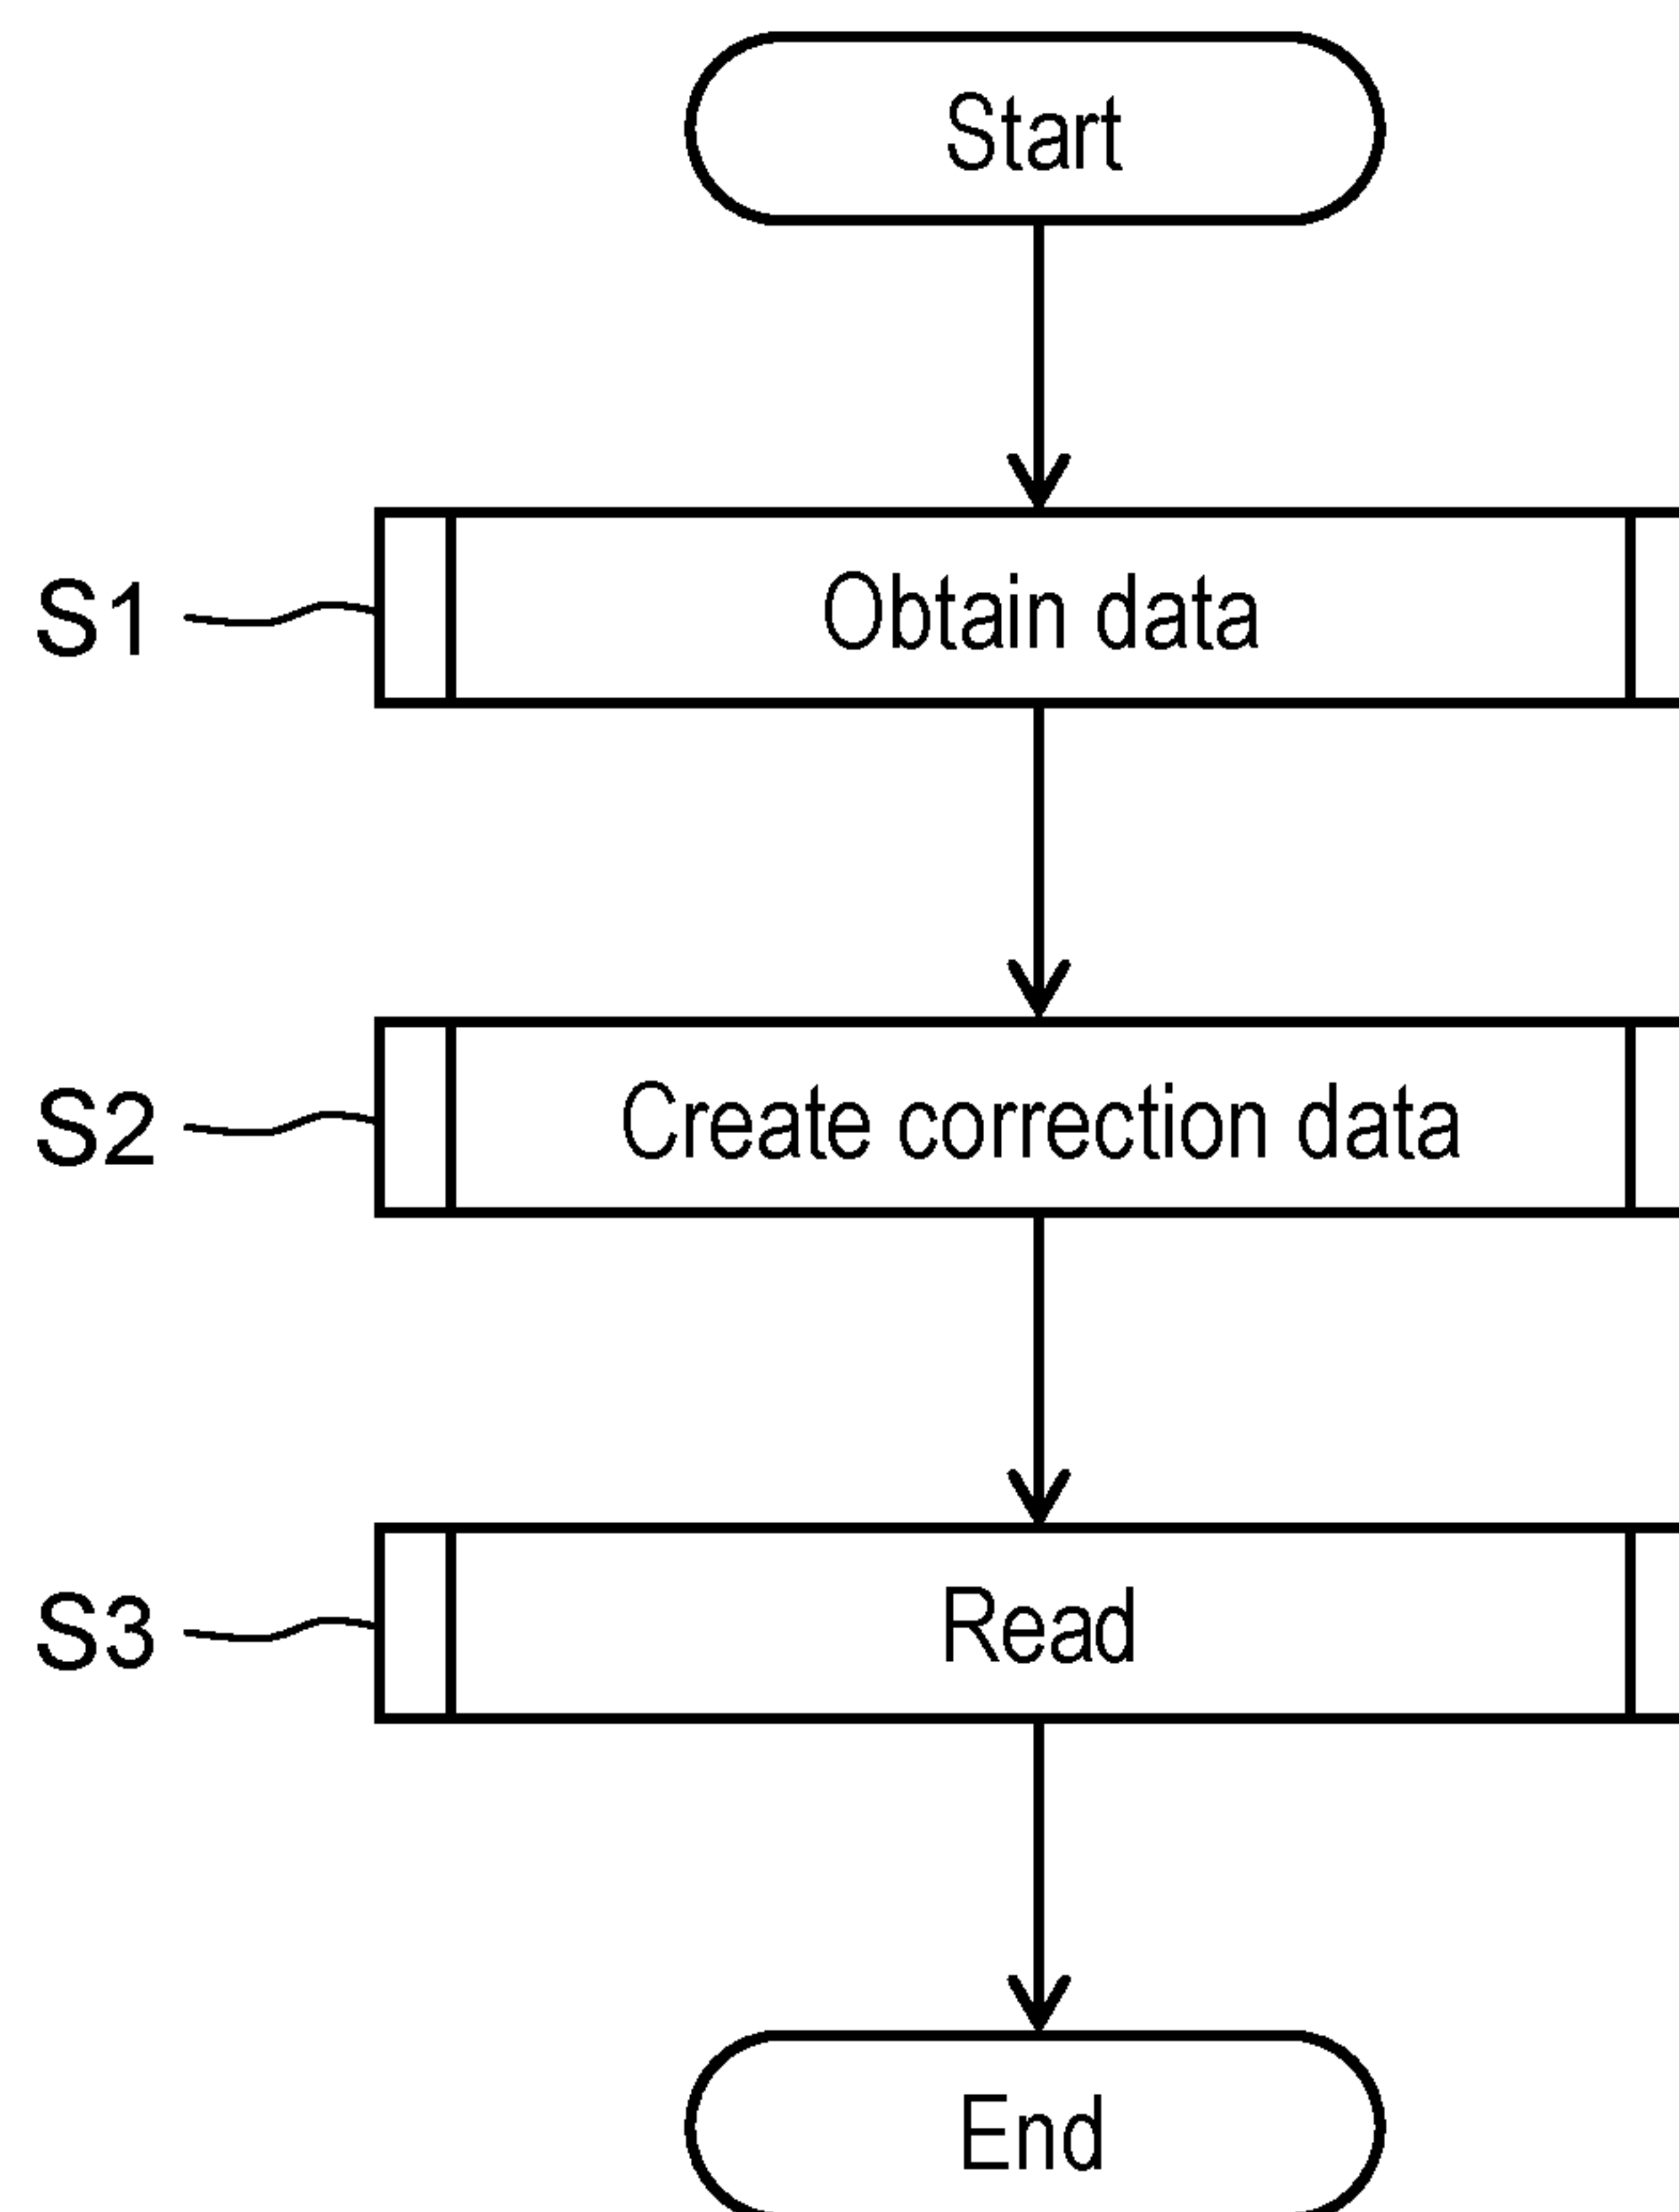 Start
S1 Obtain data
S2 Create correction data
S3 Read
End